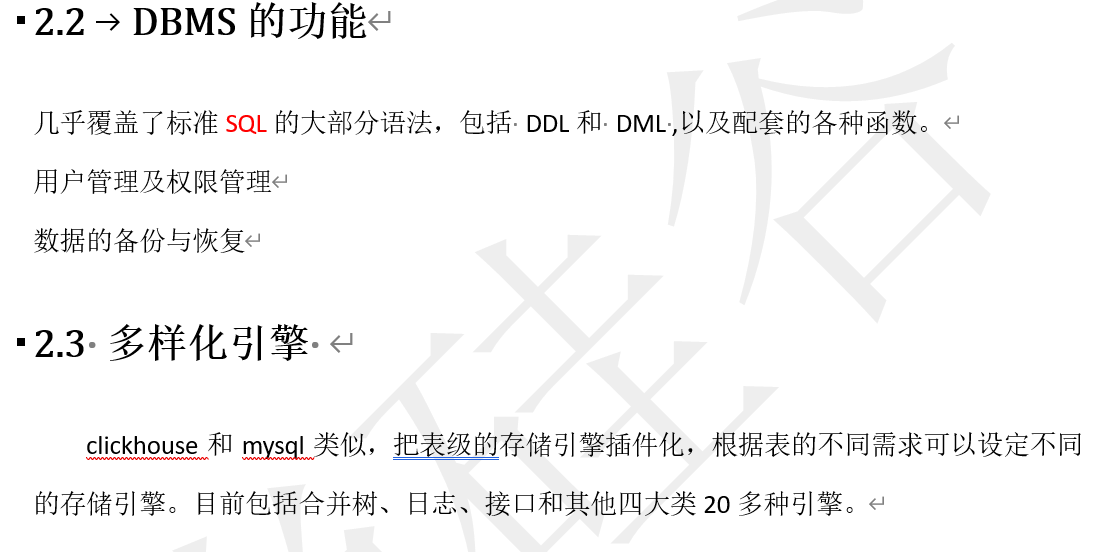 2.2 → DBMS 的功能
几乎覆盖了标准 SQL 的大部分语法，包括 DDL 和 DML ,以及配套的各种函数。
用户管理及权限管理
数据的备份与恢复
2.3 多样化引擎
clickhouse 和 mysql 类似，把表级的存储引擎插件化，根据表的不同需求可以设定不同
的存储引擎。目前包括合并树、日志、接口和其他四大类 20 多种引擎。
硅谷